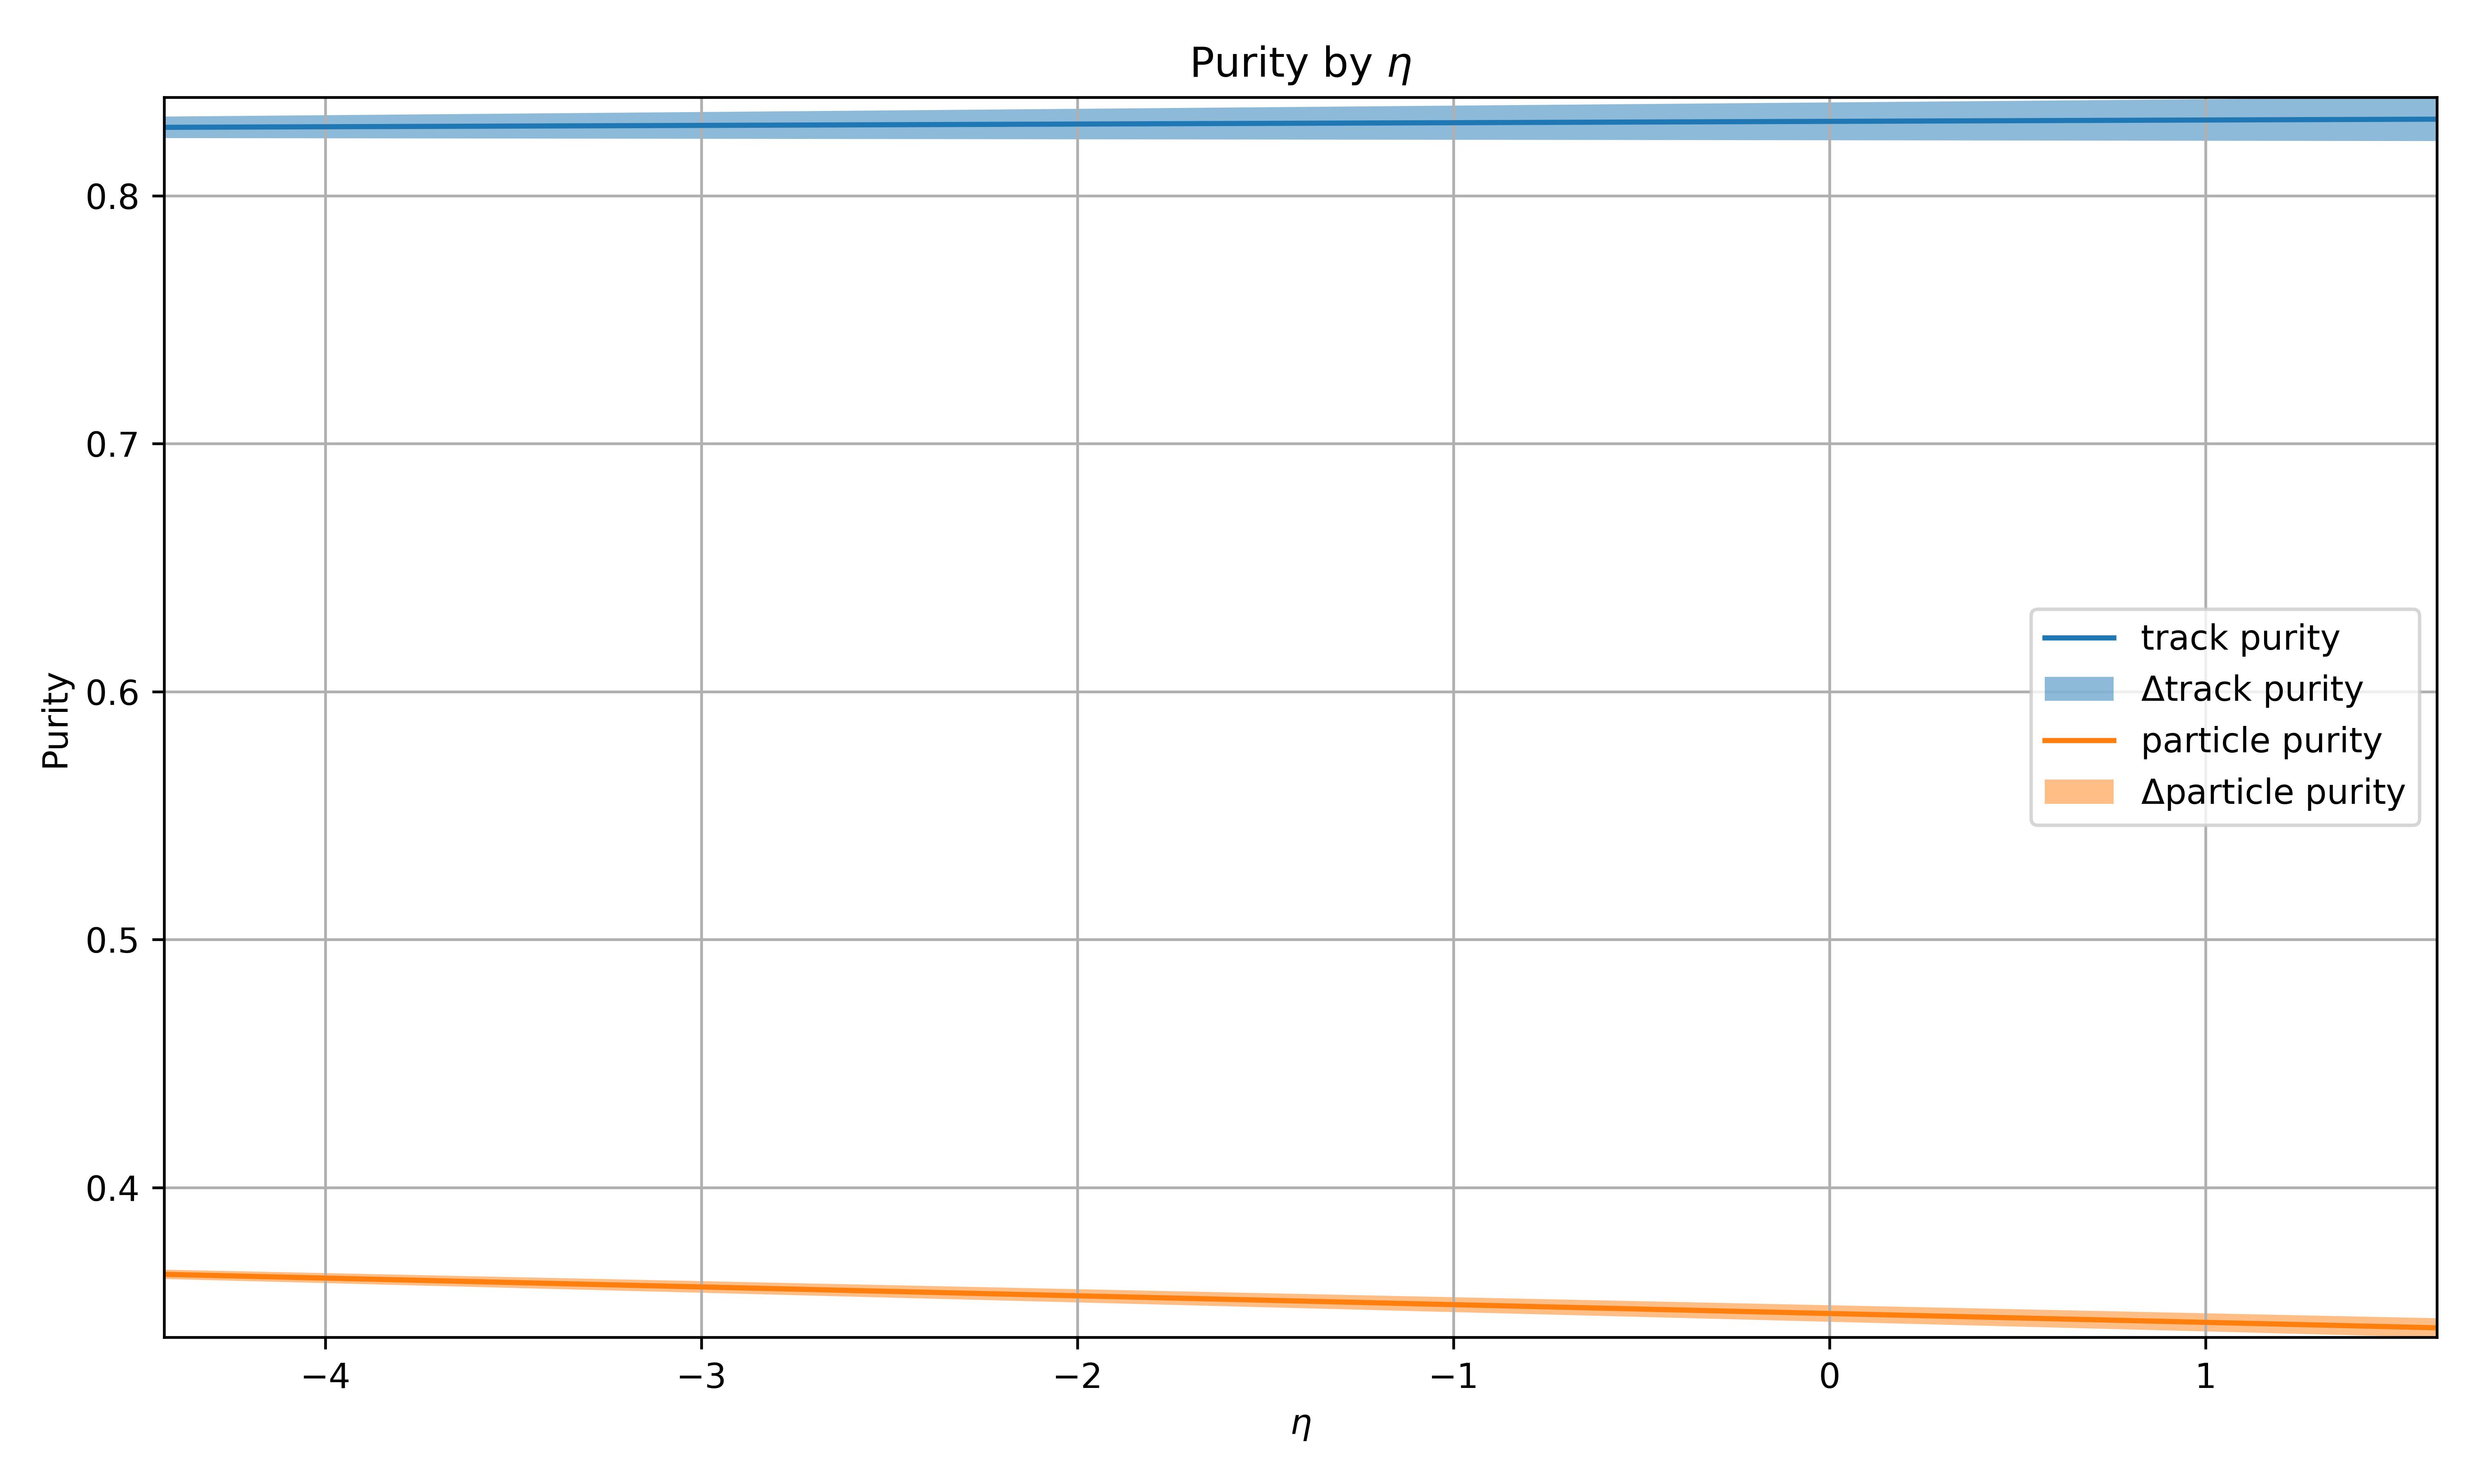 Purity by η
0.8
0.7
0.6
0.5
0.4
Purity
track purity
Δtrack purity
particle purity
Δparticle purity
−4 −3 −2 −1 0 1
η